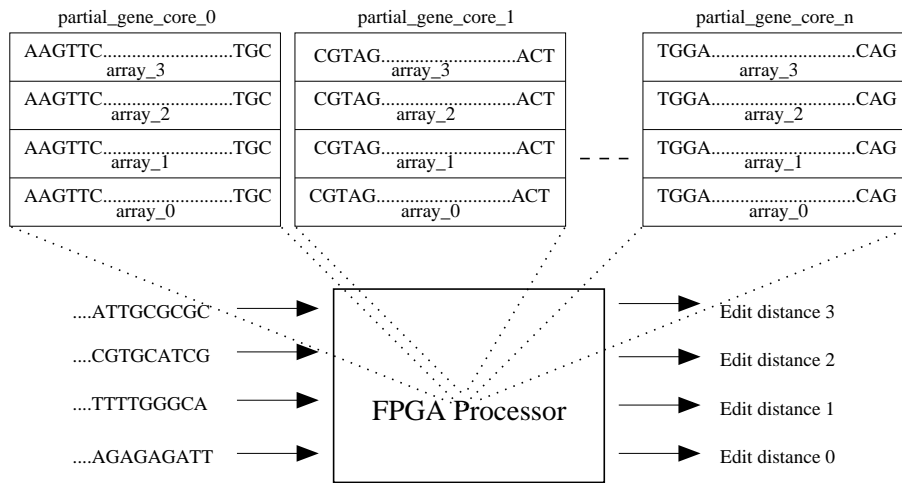 partial_gene_core_0 partial_gene_core_1 partial_gene_core_n
AAGTTC......................TGC CGTAG........................ACT TGGA.........................CAG
array_3 array_3 array_3
AAGTTC......................TGC CGTAG........................ACT TGGA.........................CAG
array_2 array_2 array_2
AAGTTC......................TGC CGTAG........................ACT TGGA.........................CAG
array_1 array_1 array_1
AAGTTC......................TGC CGTAG........................ACT TGGA.........................CAG
array_0 array_0 array_0
....ATTGCGCGC Edit distance 3
....CGTGCATCG Edit distance 2
....TTTTGGGCA Edit distance 1
FPGA Processor
....AGAGAGATT Edit distance 0